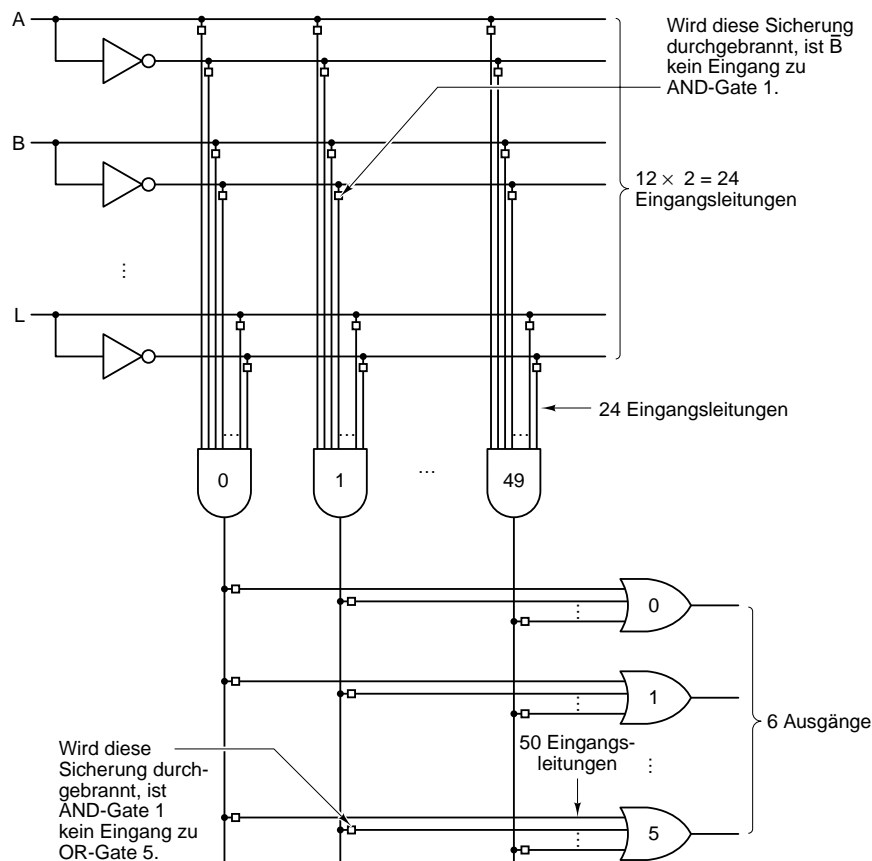 A
Wird diese Sicherung
durchgebrannt, ist B̄
kein Eingang zu
AND-Gate 1.
B
12 × 2 = 24
Eingangsleitungen
...
L
24 Eingangsleitungen
... ... ...
0 1 ... 49
0
...
1
...
6 Ausgänge
50 Eingangs-
leitungen
...
Wird diese
Sicherung durch-
gebrannt, ist
AND-Gate 1
kein Eingang zu
OR-Gate 5.
5
...